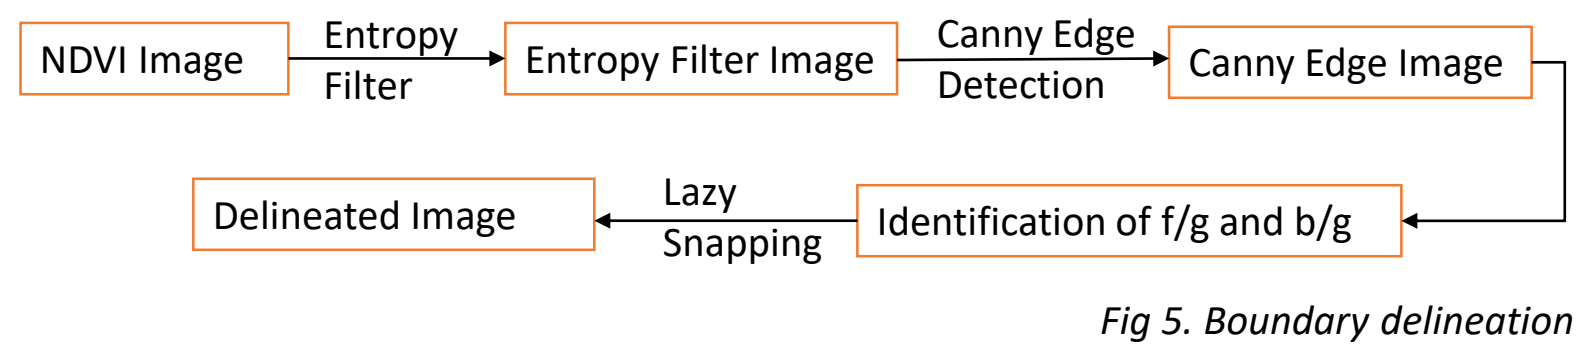 NDVI Image
Entropy
Filter
Entropy Filter Image
Canny Edge
Detection
Canny Edge Image
Identification of f/g and b/g
Lazy
Snapping
Delineated Image
Fig 5. Boundary delineation